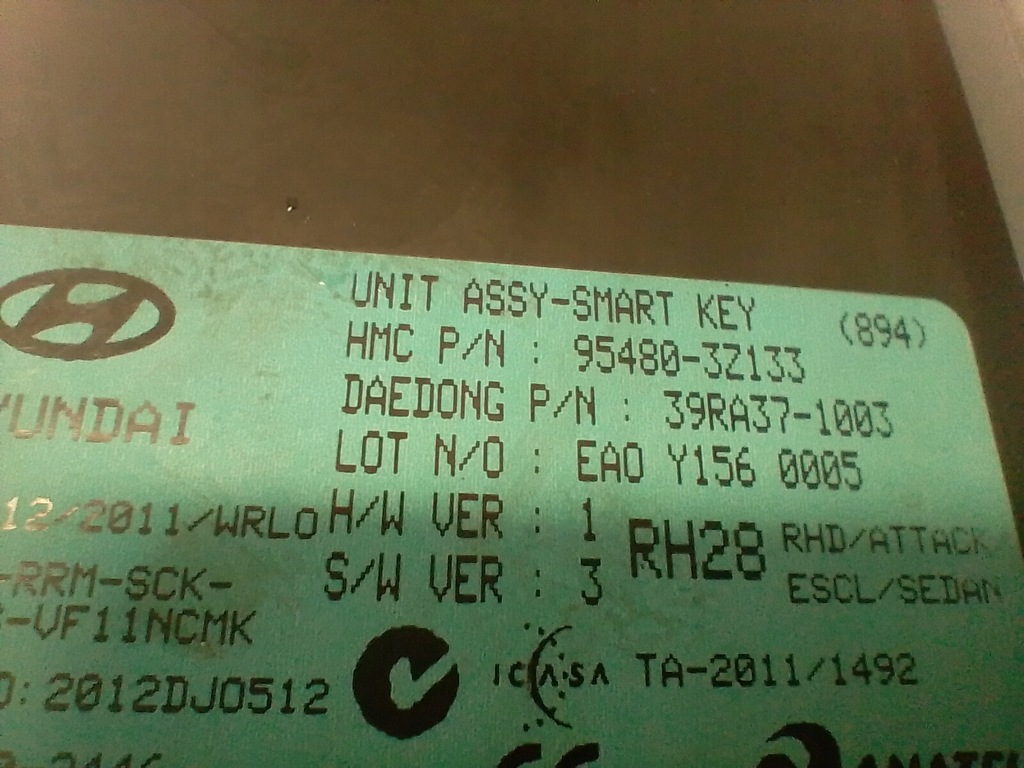 UNIT ASSY-SMART KEY (894)
HMC P/N : 95480-3Z133
DAEDONG P/N : 39RA37-1003
LOT N/O : EAO Y156 0005
H/W VER : 1
S/W VER : 3
RH28
RHD/ATTACK
ESCL/SEDAN
YUNDAI
12/2011/WRLO
-RRM-SCK-
-VF11NCMK
: 2012DJ0512
ICASA TA-2011/1492